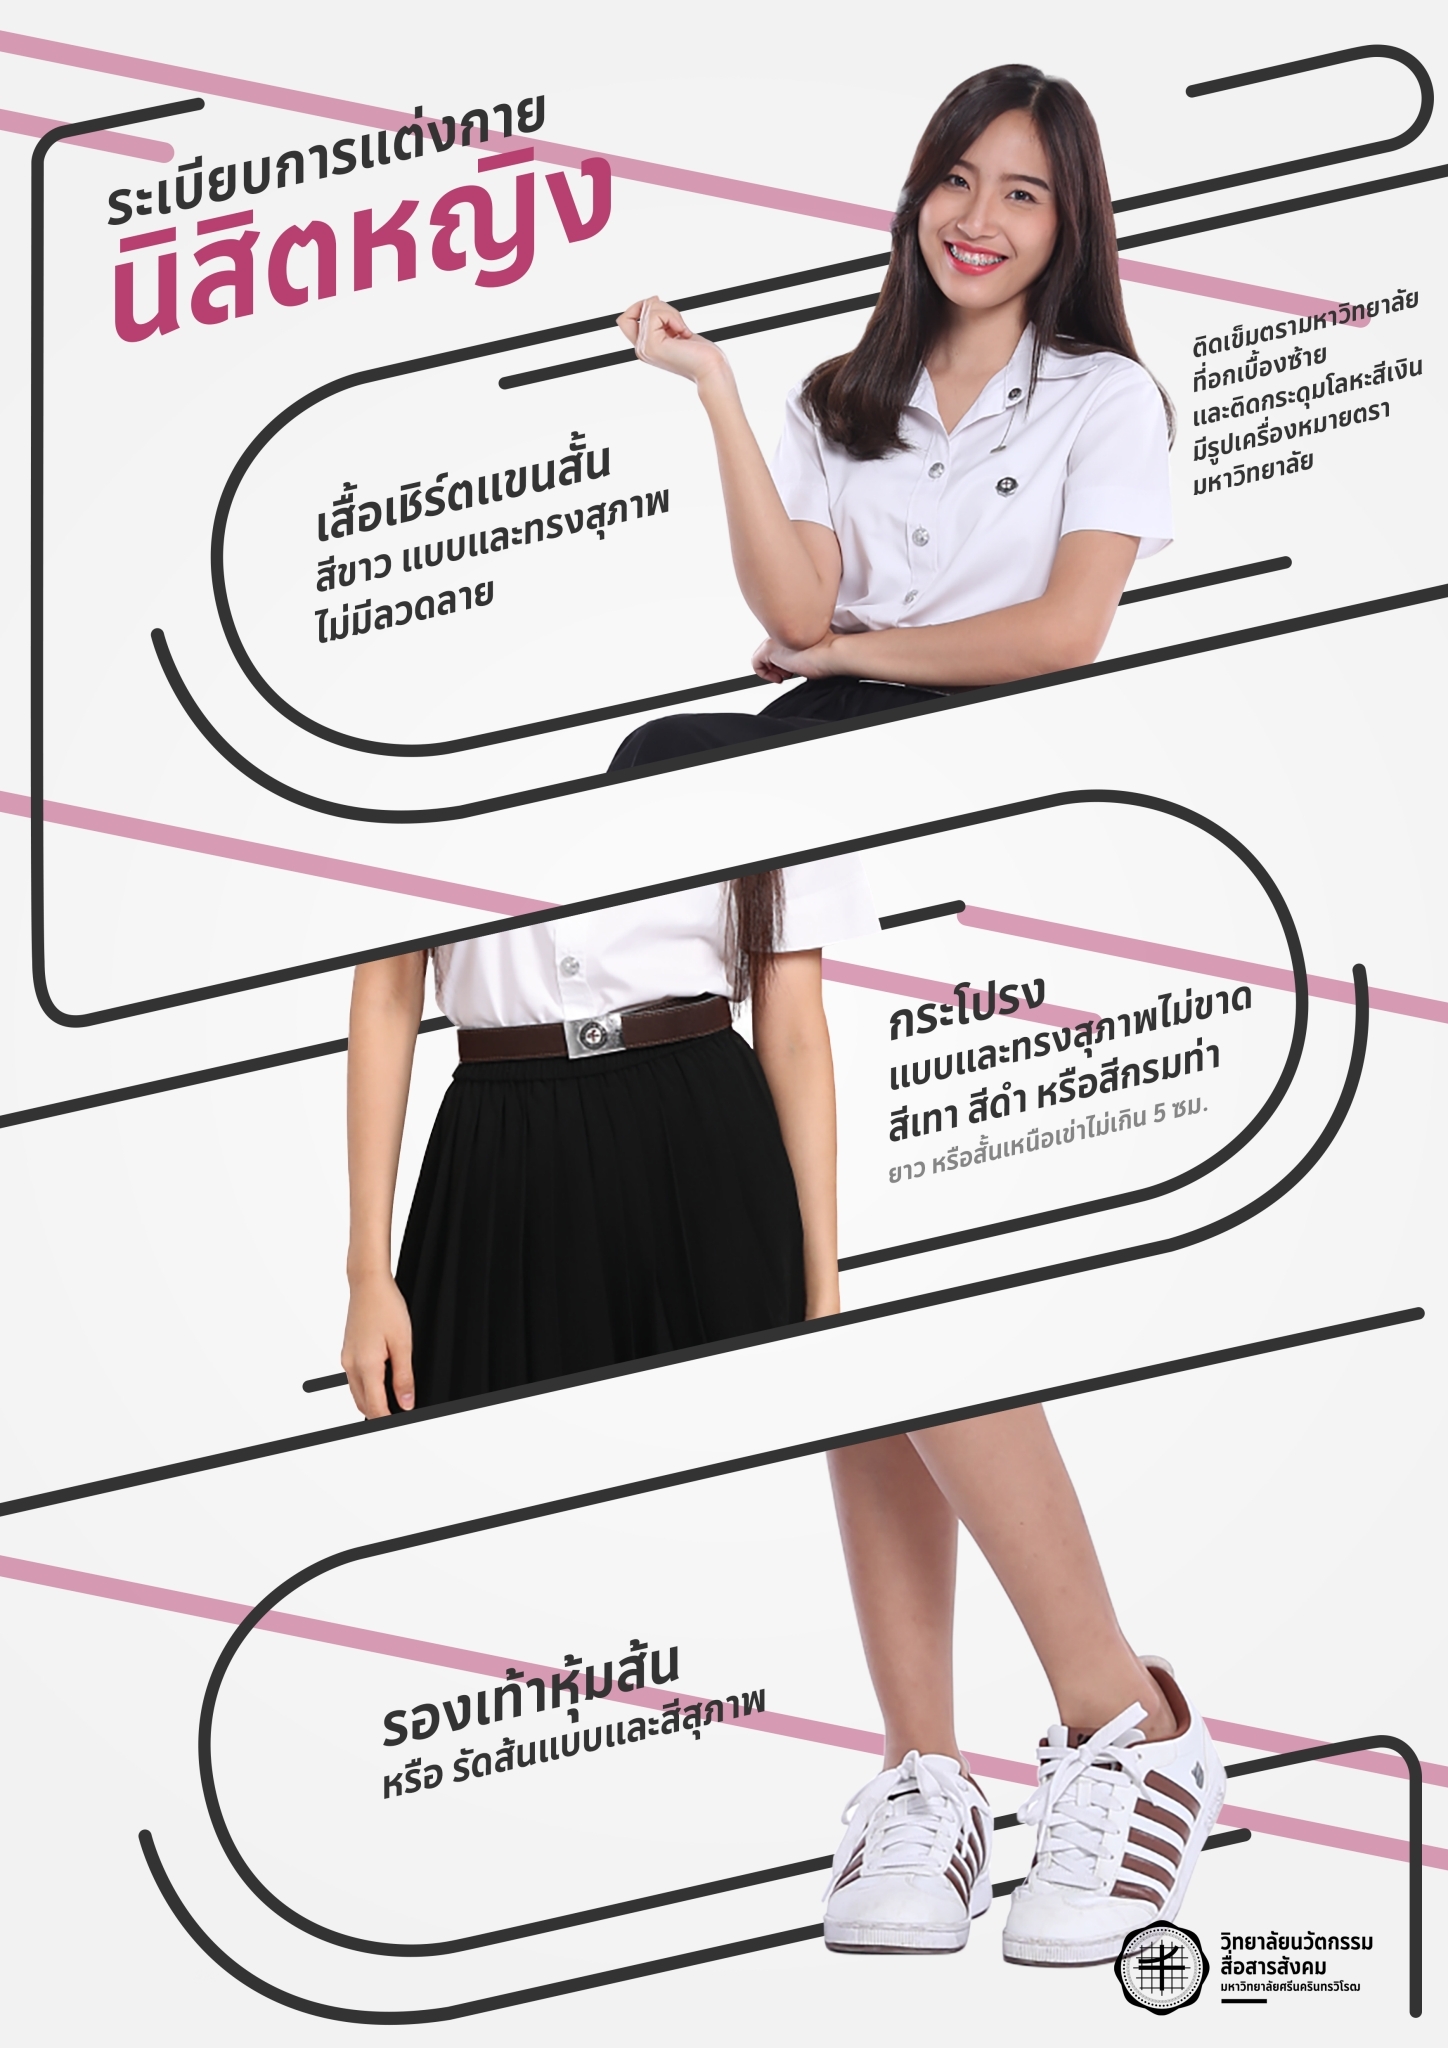 ระเบียบการแต่งกาย
นิสิตหญิง
ติดเข็มตรามหาวิทยาลัย
ที่อกเบื้องซ้าย
และติดกระดุมโลหะสีเงิน
มีรูปเครื่องหมายตรา
มหาวิทยาลัย
เสื้อเชิร์ตแขนสั้น
สีขาว แบบและทรงสุภาพ
ไม่มีลวดลาย
กระโปรง
แบบและทรงสุภาพไม่ขาด
สีเทา สีดำ หรือสีกรมท่า
ยาว หรือสั้นเหนือเข่าไม่เกิน 5 ซม.
รองเท้าหุ้มส้น
หรือ รัดส้นแบบและสีสุภาพ
วิทยาลัยนวัตกรรม
สื่อสารสังคม
มหาวิทยาลัยศรีนครินทรวิโรฒ